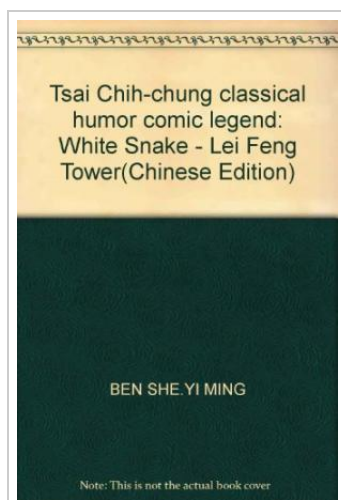 Tsai Chih-chung classical
humor comic legend:
White Snake - Lei Feng
Tower(Chinese Edition)
BEN SHE.YI MING
Note: This is not the actual book cover